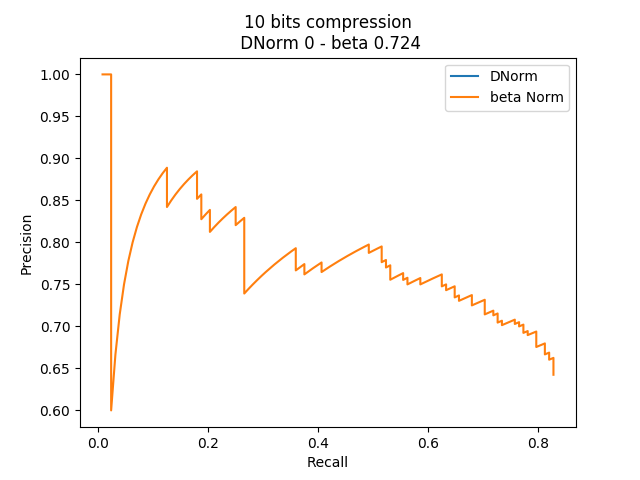 10 bits compression
DNorm 0 - beta 0.724
DNorm
beta Norm
1.00
0.95
0.90
0.85
0.80
0.75
0.70
0.65
0.60
Precision
0.0 0.2 0.4 0.6 0.8
Recall